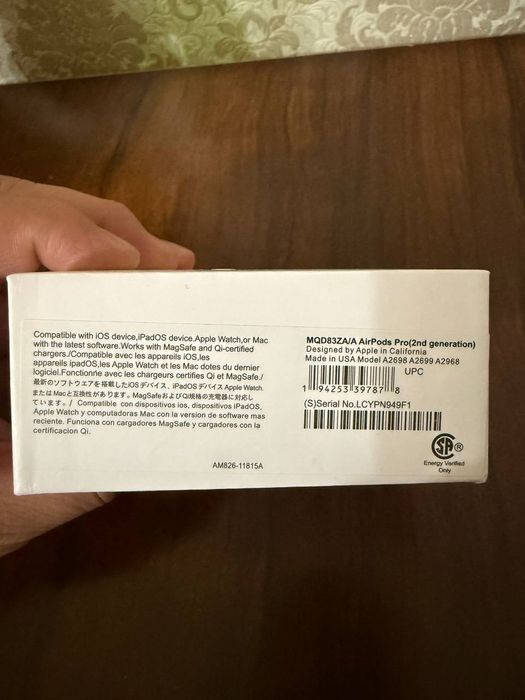 Compatible with iOS device,iPadOS device.Apple Watch,or Mac
with the latest software.Works with MagSafe and Qi-certified
chargers./Compatible avec les appareils iOS,les
appareils ipadOS,les Apple Watch et les Mac dotes du dernier
logiciel.Fonctionne avec les chargeurs certifies Qi et MagSafe./
最新のソフトウエアを搭載したiOSデバイス、iPadOSデバイス Apple Watch.
または Macと互換性があります。MagSafeおよびQi規格の充電器に対応し
ています。/ Compatible con dispositivos ios, dispositivos iPadOS,
Apple Watch y computadoras Mac con la version de software mas
reciente. Funciona con cargadores MagSafe y cargadores con la
certificacion Qi.
AM826-11815A
MQD83ZA/A AirPods Pro(2nd generation)
Designed by Apple in California
Made in USA Model A2698 A2699 A2968
UPC
1 94253 39787 8
(S)Serial No.LCYPN949F1
SA ®
Energy Verified
Only